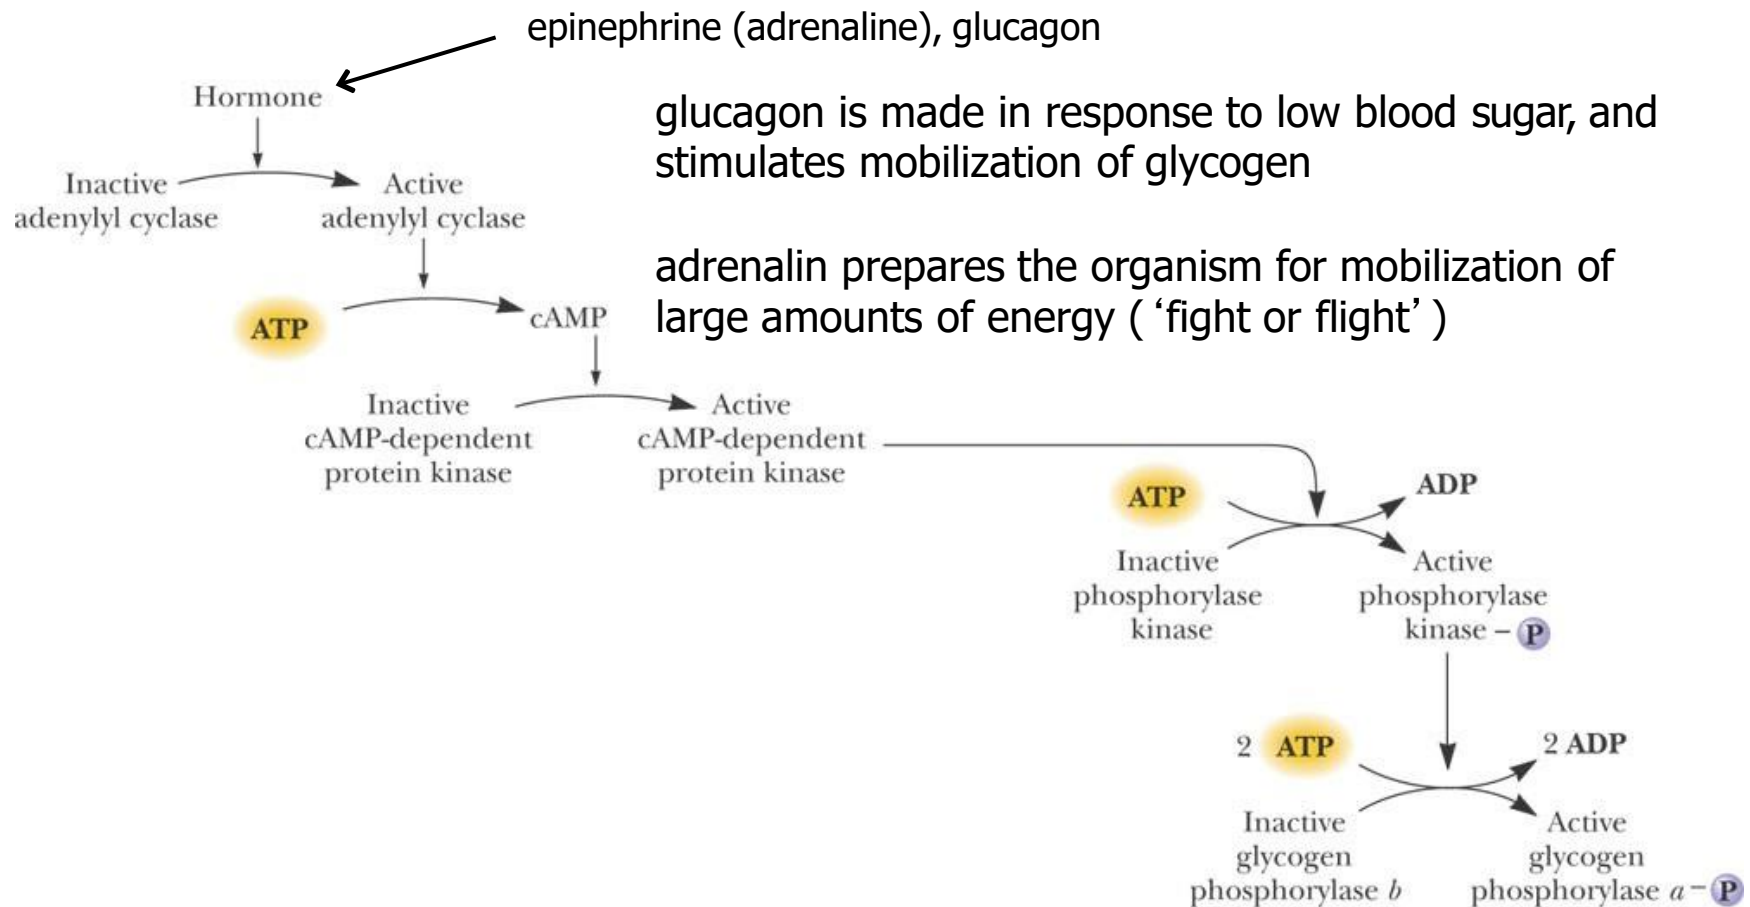 epinephrine (adrenaline), glucagon
Hormone
glucagon is made in response to low blood sugar, and
stimulates mobilization of glycogen
Inactive
adenylyl cyclase
Active
adenylyl cyclase
adrenalin prepares the organism for mobilization of
large amounts of energy ( ‘fight or flight’ )
ATP
cAMP
Inactive
cAMP-dependent
protein kinase
Active
cAMP-dependent
protein kinase
ATP
ADP
Inactive
phosphorylase
kinase
Active
phosphorylase
kinase – P
2 ATP
2 ADP
Inactive
glycogen
phosphorylase b
Active
glycogen
phosphorylase a – P